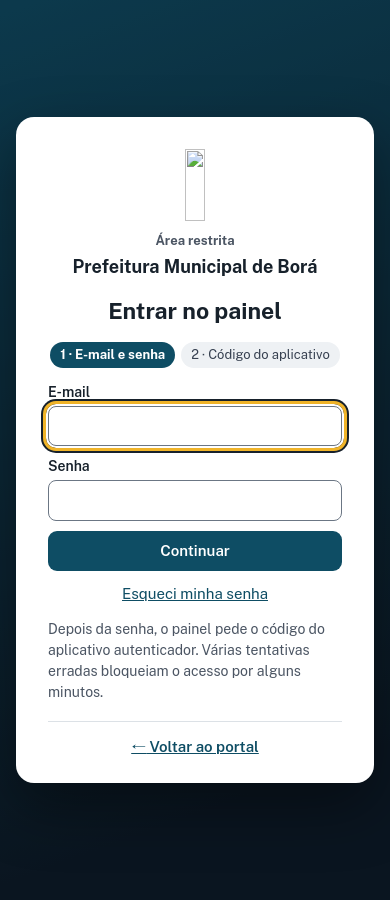 Área restrita
Prefeitura Municipal de Borá
Entrar no painel
1 · E-mail e senha
2 · Código do aplicativo
E-mail
Senha
Continuar
Esqueci minha senha
Depois da senha, o painel pede o código do
aplicativo autenticador. Várias tentativas
erradas bloqueiam o acesso por alguns
minutos.
← Voltar ao portal